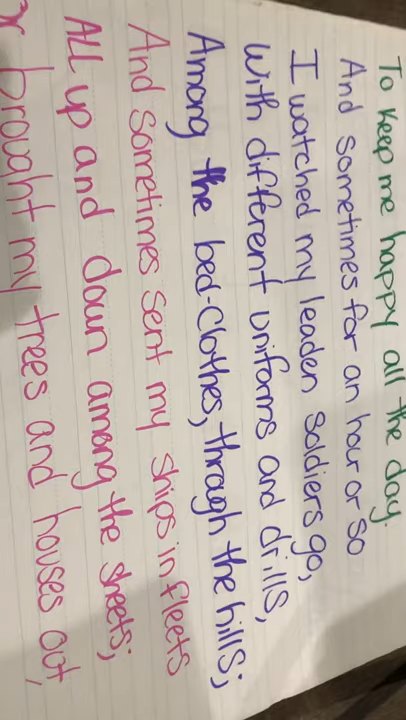 To keep me happy all the day.
And sometimes for an hour or so
I watched my leaden soldiers go,
with different uniforms and drills,
Among the bed-clothes, through the hills;
And sometimes sent my ships in fleets
All up and down among the sheets;
or brought my trees and houses out,